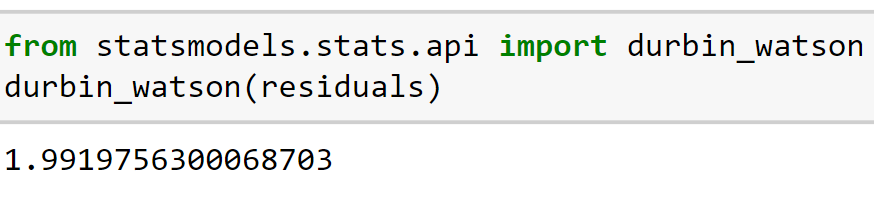 from statsmodels.stats.api import durbin_watson
durbin_watson(residuals)
1.9919756300068703